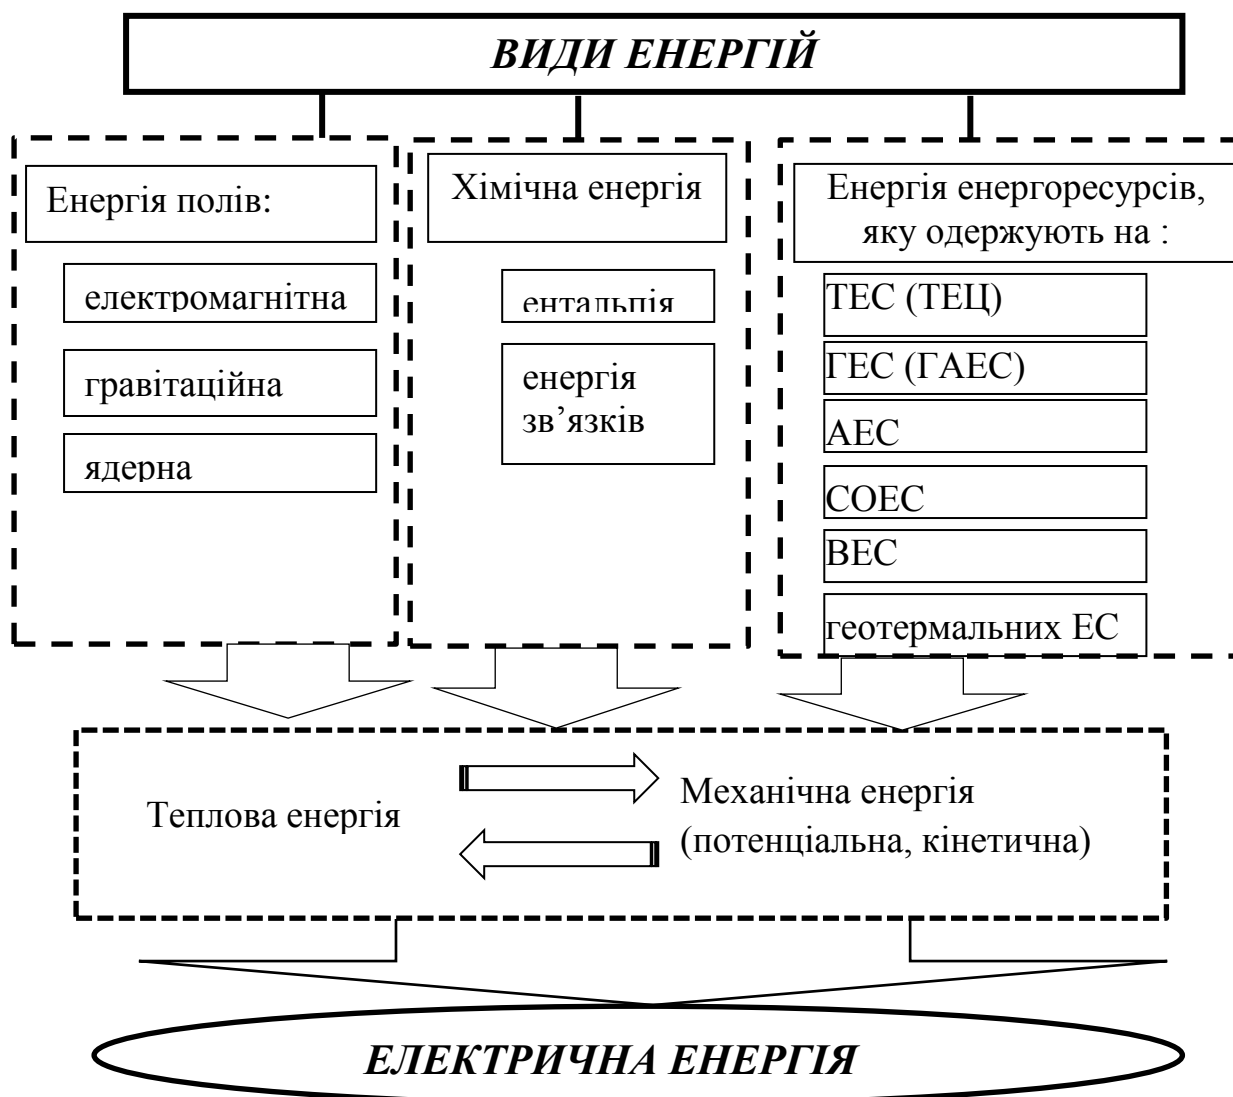 ВИДИ ЕНЕРГІЙ
Енергія полів:
електромагнітна
гравітаційна
ядерна
Хімічна енергія
ентальпія
енергія
зв’язків
Енергія енергоресурсів,
яку одержують на :
ТЕС (ТЕЦ)
ГЕС (ГАЕС)
АЕС
СОЕС
ВЕС
геотермальних ЕС
Теплова енергія
Механічна енергія
(потенціальна, кінетична)
ЕЛЕКТРИЧНА ЕНЕРГІЯ